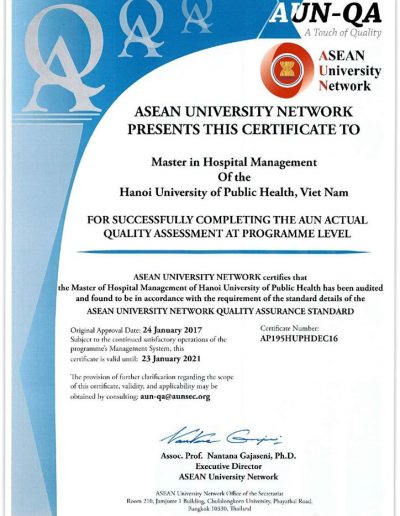 AUN-QA
A Touch of Quality
ASEAN
University
Network
ASEAN UNIVERSITY NETWORK
PRESENTS THIS CERTIFICATE TO
Master in Hospital Management
Of the
Hanoi University of Public Health, Viet Nam
FOR SUCCESSFULLY COMPLETING THE AUN ACTUAL
QUALITY ASSESSMENT AT PROGRAMME LEVEL
ASEAN UNIVERSITY NETWORK certifies that
the Master of Hospital Management of Hanoi University of Public Health has been audited
and found to be in accordance with the requirement of the standard details of the
ASEAN UNIVERSITY NETWORK QUALITY ASSURANCE STANDARD
Original Approval Date: 24 January 2017
Subject to the continued satisfactory operations of the
programme's Management System, this
certificate is valid until: 23 January 2021
Certificate Number:
AP195HUPHDEC16
The provision of further clarification regarding the scope
of this certificate, validity, and applicability may be
obtained by consulting: aun-qa@aunsec.org
Assoc. Prof. Nantana Gajaseni, Ph.D.
Executive Director
ASEAN University Network
ASEAN University Network Office of the Secretariat
Room 210, Jamjuree 1 Building, Chulalongkorn University, Phayathai Road,
Bangkok 10330, Thailand